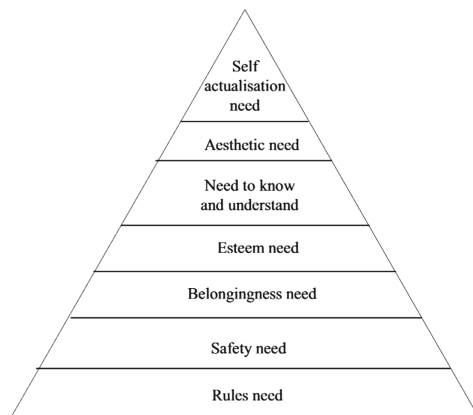 Self
actualisation
need
Aesthetic need
Need to know
and understand
Esteem need
Belongingness need
Safety need
Rules need